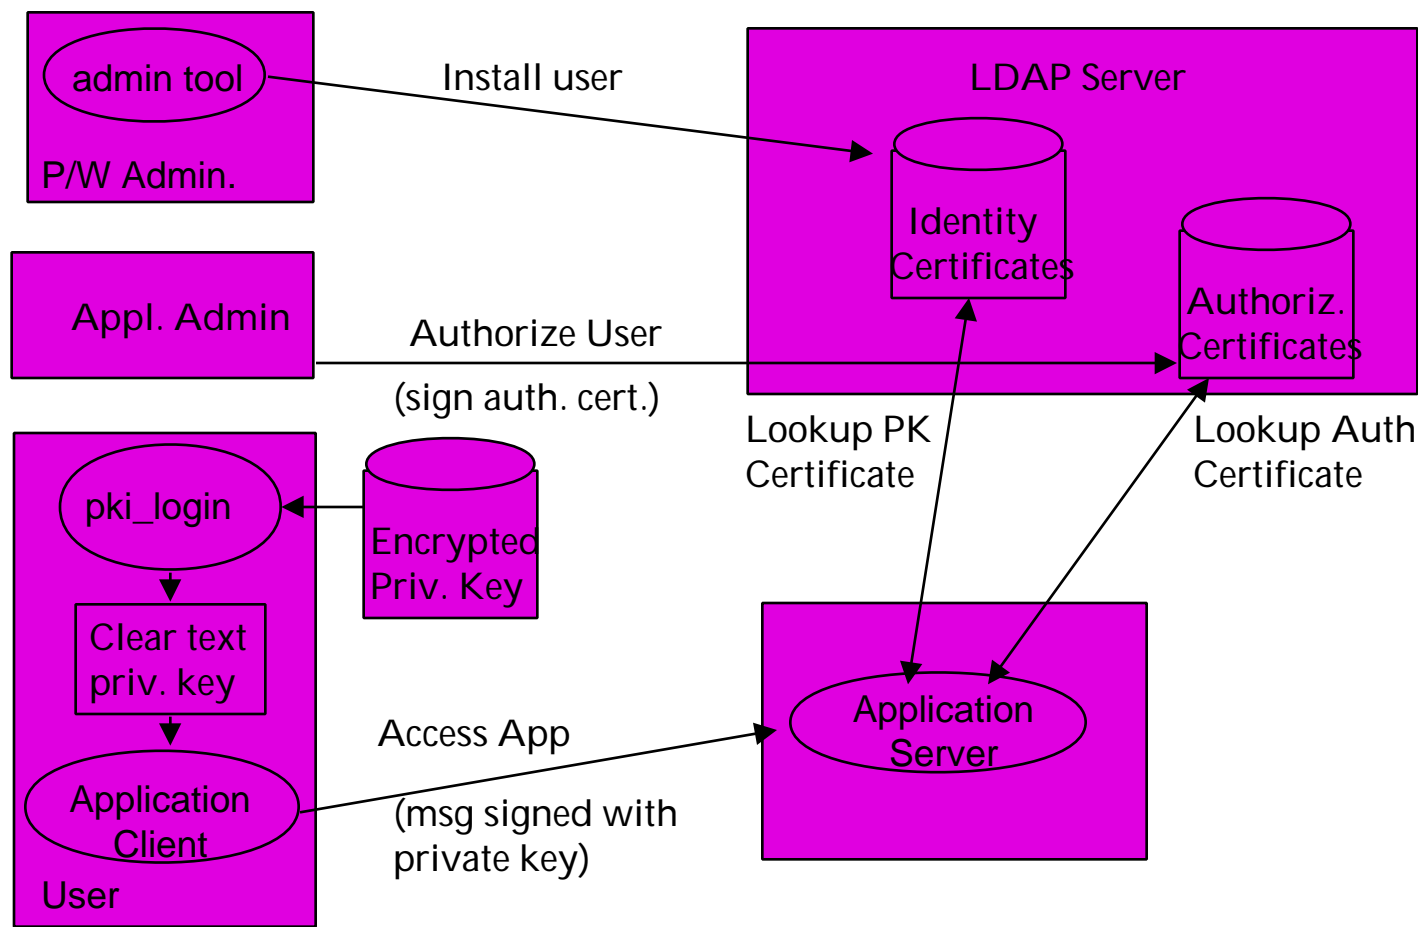 admin tool
P/W Admin.
Install user
LDAP Server
Identity
Certificates
Authoriz.
Certificates
Appl. Admin
Authorize User
(sign auth. cert.)
Lookup PK
Certificate
Lookup Auth
Certificate
pki_login
Encrypted
Priv. Key
Clear text
priv. key
Application
Client
User
Access App
(msg signed with
private key)
Application
Server